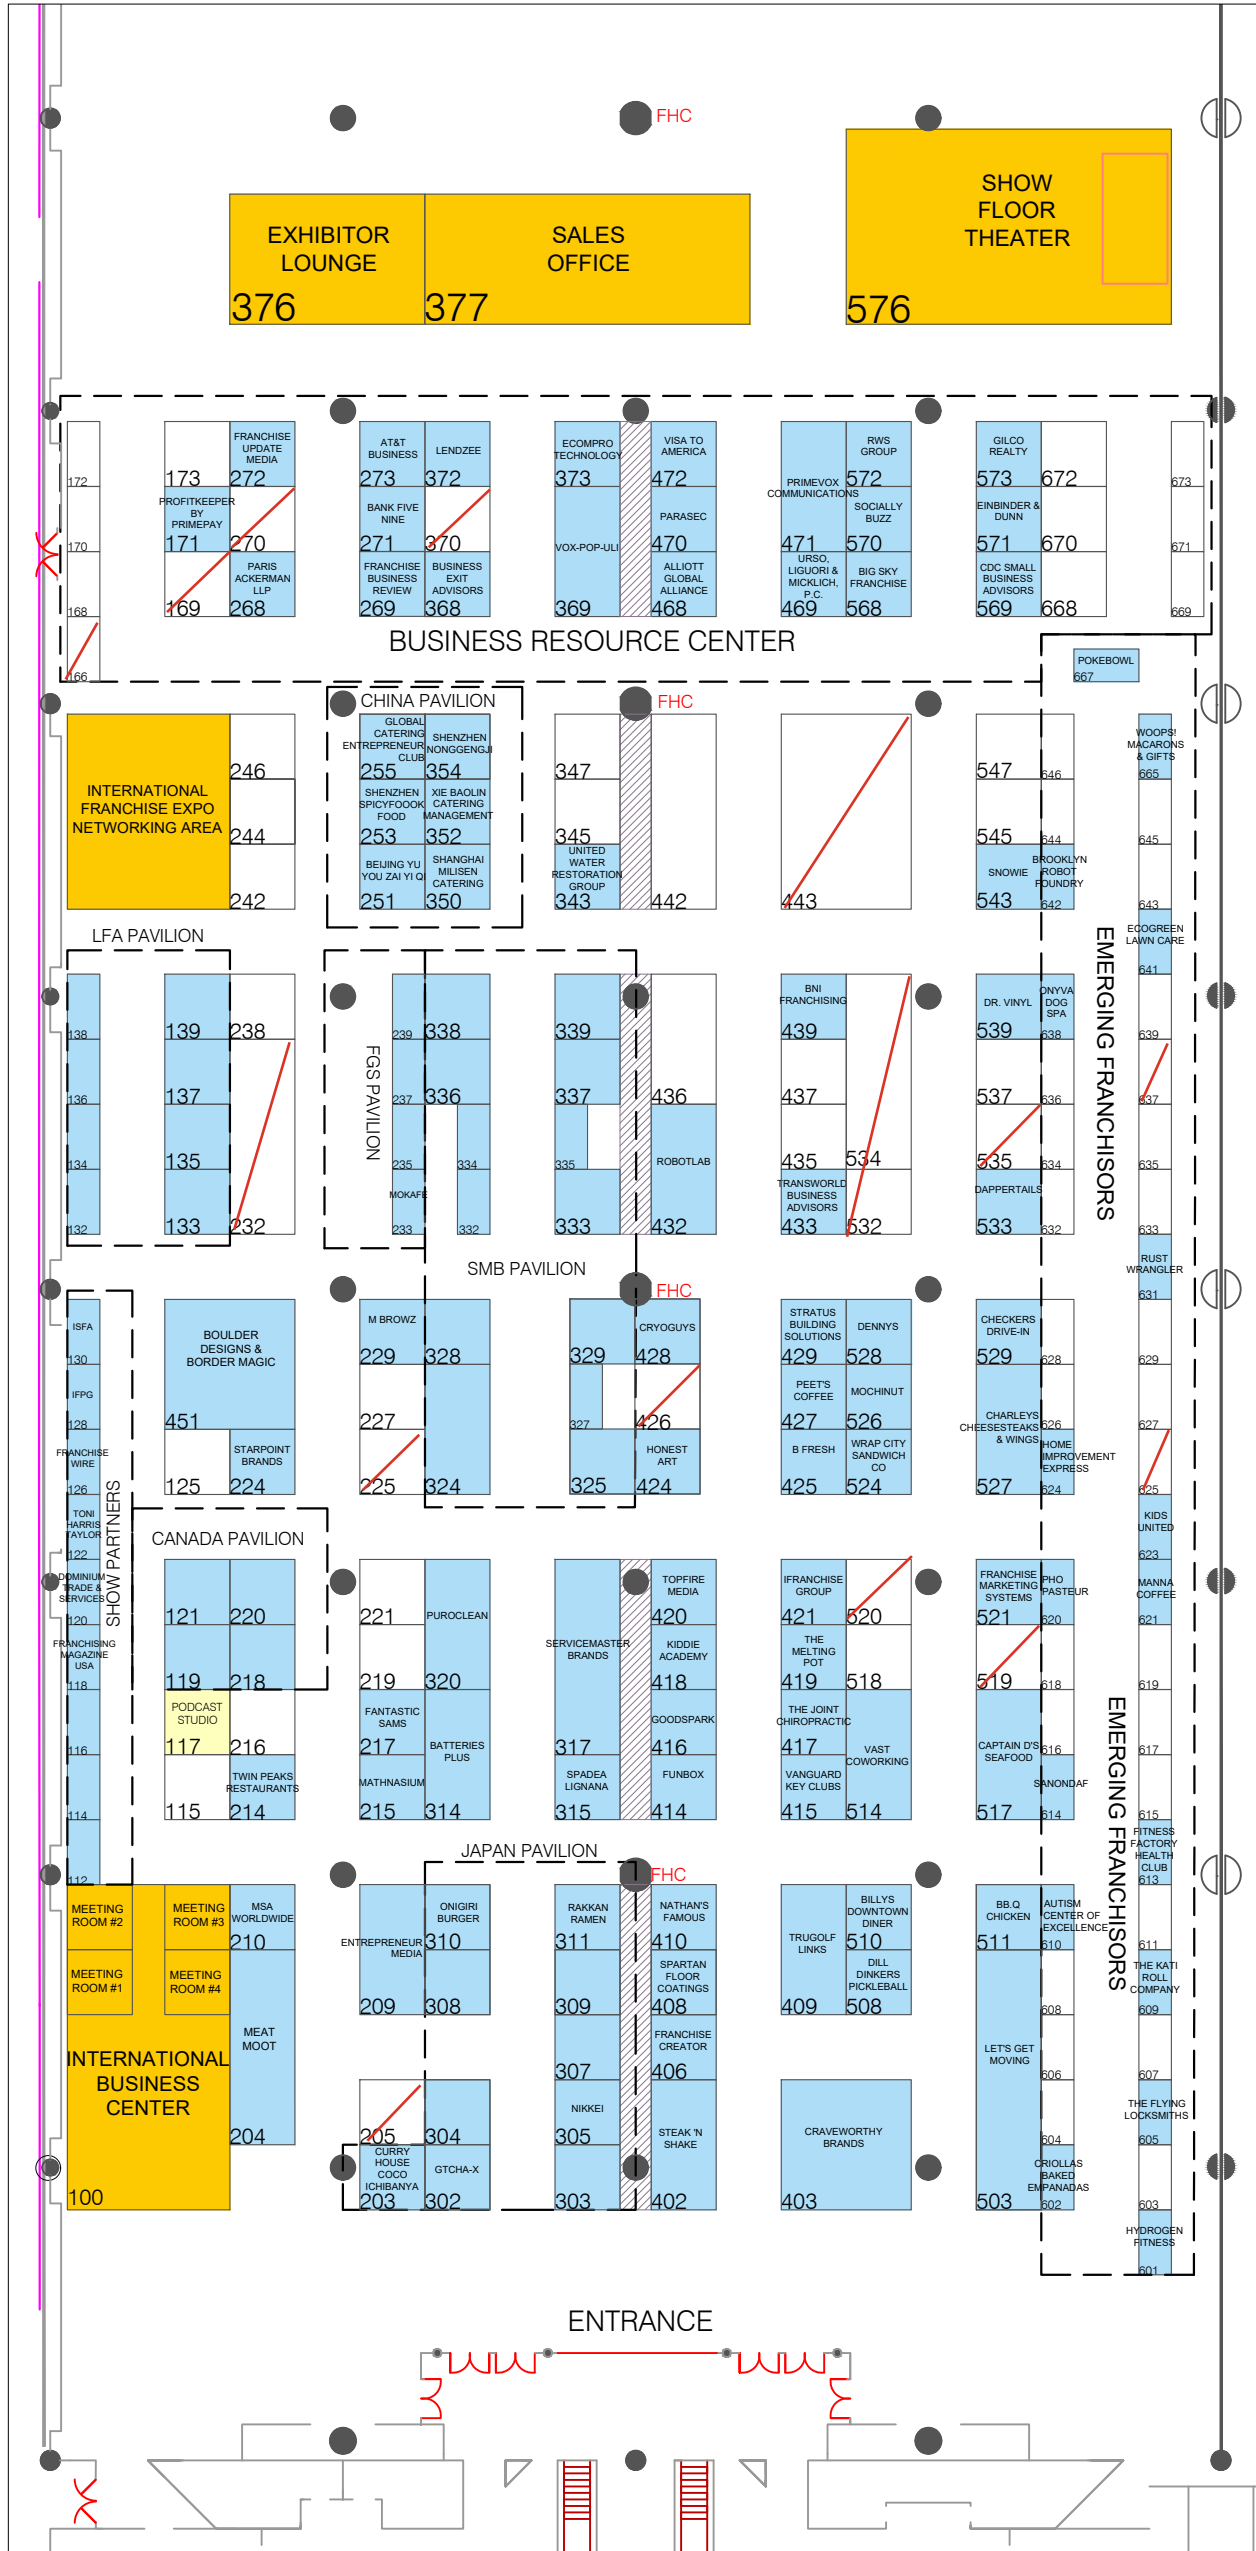 FHC
SHOW
FLOOR
THEATER
576
EXHIBITOR
LOUNGE
376
SALES
OFFICE
377
172
170
168
166
173
FRANCHISE
UPDATE
MEDIA
272
PROFITKEEPER
BY
PRIMEPAY
171
270
169
PARIS
ACKERMAN
LLP
268
AT&T
BUSINESS
273
LENDZEE
372
BANK FIVE
NINE
271
370
FRANCHISE
BUSINESS
REVIEW
269
BUSINESS
EXIT
ADVISORS
368
ECOMPRO
TECHNOLOGY
373
VOX-POP-ULI
369
VISA TO
AMERICA
472
PARASEC
470
ALLIOTT
GLOBAL
ALLIANCE
468
PRIMEVOX
COMMUNICATIONS
471
RWS
GROUP
572
SOCIALLY
BUZZ
570
URSO,
LIGUORI &
MICKLICH,
P.C.
469
BIG SKY
FRANCHISE
568
GILCO
REALTY
573
672
EINBINDER &
DUNN
571
670
CDC SMALL
BUSINESS
ADVISORS
569
668
673
671
669
BUSINESS RESOURCE CENTER
POKEBOWL
667
INTERNATIONAL
FRANCHISE EXPO
NETWORKING AREA
246
244
242
CHINA PAVILION
GLOBAL
CATERING
ENTREPRENEUR
CLUB
255
SHENZHEN
NONGGENGJI
354
SHENZHEN
SPICYFOOOK
FOOD
253
XIE BAOLIN
CATERING
MANAGEMENT
352
BEIJING YU
YOU ZAI YI QI
251
SHANGHAI
MILISEN
CATERING
350
FHC
347
345
UNITED
WATER
RESTORATION
GROUP
343
442
443
547
646
545
644
SNOWIE
543
BROOKLYN
ROBOT
FOUNDRY
642
WOOPS!
MACARONS
& GIFTS
665
645
643
ECOGREEN
LAWN CARE
641
EMERGING FRANCHISORS
LFA PAVILION
138
136
134
132
139
137
135
133
238
232
FGS PAVILION
239
237
235
MOKAFE
233
338
336
334
332
339
337
335
333
436
ROBOTLAB
432
BNI
FRANCHISING
439
437
435
534
TRANSWORLD
BUSINESS
ADVISORS
433
532
DR. VINYL
539
ONYVA
DOG
SPA
638
537
636
535
634
DAPPERTAILS
533
632
639
637
635
633
RUST
WRANGLER
631
SMB PAVILION
FHC
ISFA
130
IFPG
128
FRANCHISE
WIRE
126
TONI
HARRIS
TAYLOR
122
DOMINIUM
TRADE &
SERVICES
120
FRANCHISING
MAGAZINE
USA
118
116
114
112
SHOW PARTNERS
BOULDER
DESIGNS &
BORDER MAGIC
451
125
STARPOINT
BRANDS
224
M BROWZ
229
328
227
225
324
329
CRYOGUYS
428
327
426
325
HONEST
ART
424
STRATUS
BUILDING
SOLUTIONS
429
DENNYS
528
PEET'S
COFFEE
427
MOCHINUT
526
B FRESH
425
WRAP CITY
SANDWICH
CO
524
CHECKERS
DRIVE-IN
529
628
CHARLEYS
CHEESESTEAKS
& WINGS
527
626
HOME
IMPROVEMENT
EXPRESS
624
629
627
625
KIDS
UNITED
623
CANADA PAVILION
121
220
119
218
PODCAST
STUDIO
117
216
115
TWIN PEAKS
RESTAURANTS
214
221
PUROCLEAN
219
320
FANTASTIC
SAMS
217
BATTERIES
PLUS
MATHNASIUM
215
314
SERVICEMASTER
BRANDS
317
SPADEA
LIGNANA
315
TOPFIRE
MEDIA
420
KIDDIE
ACADEMY
418
GOODSPARK
416
FUNBOX
414
IFRANCHISE
GROUP
421
520
THE
MELTING
POT
419
518
THE JOINT
CHIROPRACTIC
417
VAST
COWORKING
VANGUARD
KEY CLUBS
415
514
FRANCHISE
MARKETING
SYSTEMS
521
PHO
PASTEUR
620
519
618
CAPTAIN D'S
SEAFOOD
616
517
SANONDAF
614
MANNA
COFFEE
621
619
617
615
FITNESS
FACTORY
HEALTH
CLUB
613
EMERGING FRANCHISORS
JAPAN PAVILION
FHC
MEETING
ROOM #2
MEETING
ROOM #3
MSA
WORLDWIDE
210
MEETING
ROOM #1
MEETING
ROOM #4
MEAT
MOOT
204
INTERNATIONAL
BUSINESS
CENTER
100
ENTREPRENEUR
MEDIA
209
ONIGIRI
BURGER
310
308
205
304
CURRY
HOUSE
COCO
ICHIBANYA
203
GTCHA-X
302
RAKKAN
RAMEN
311
309
307
NIKKEI
305
303
NATHAN'S
FAMOUS
410
SPARTAN
FLOOR
COATINGS
408
FRANCHISE
CREATOR
406
STEAK 'N
SHAKE
402
TRUGOLF
LINKS
409
BILLYS
DOWNTOWN
DINER
510
DILL
DINKERS
PICKLEBALL
508
CRAVEWORTHY
BRANDS
403
BB.Q
CHICKEN
511
AUTISM
CENTER OF
EXCELLENCE
610
LET'S GET
MOVING
503
608
606
604
CRIOLLAS
BAKED
EMPANADAS
602
611
THE KATI
ROLL
COMPANY
609
607
THE FLYING
LOCKSMITHS
605
603
HYDROGEN
FITNESS
601
ENTRANCE